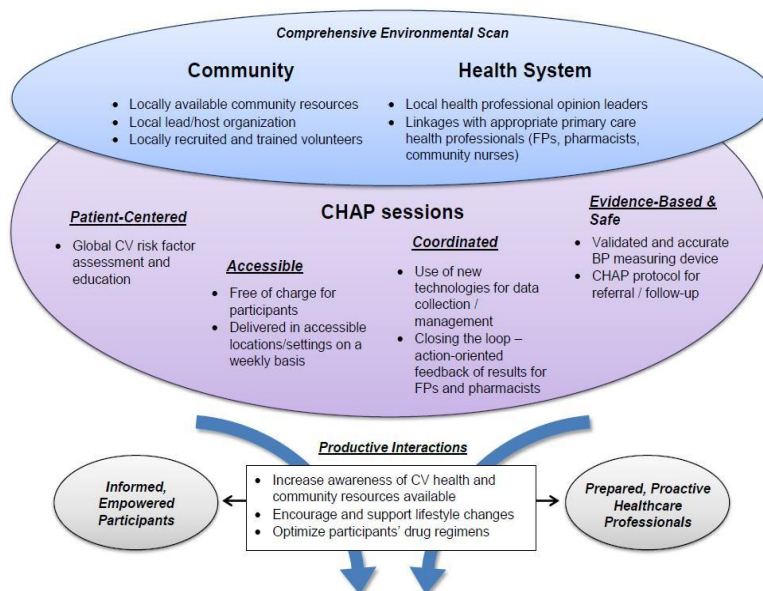 Comprehensive Environmental Scan
Community
• Locally available community resources
• Local lead/host organization
• Locally recruited and trained volunteers
Health System
• Local health professional opinion leaders
• Linkages with appropriate primary care
health professionals (FPs, pharmacists,
community nurses)
CHAP sessions
Patient-Centered
• Global CV risk factor
assessment and
education
Accessible
• Free of charge for
participants
• Delivered in accessible
locations/settings on a
weekly basis
Coordinated
• Use of new
technologies for data
collection /
management
• Closing the loop –
action-oriented
feedback of results for
FPs and pharmacists
Evidence-Based &
Safe
• Validated and accurate
BP measuring device
• CHAP protocol for
referral / follow-up
Productive Interactions
• Increase awareness of CV health and
community resources available
• Encourage and support lifestyle changes
• Optimize participants' drug regimens
Informed,
Empowered
Participants
Prepared, Proactive
Healthcare
Professionals